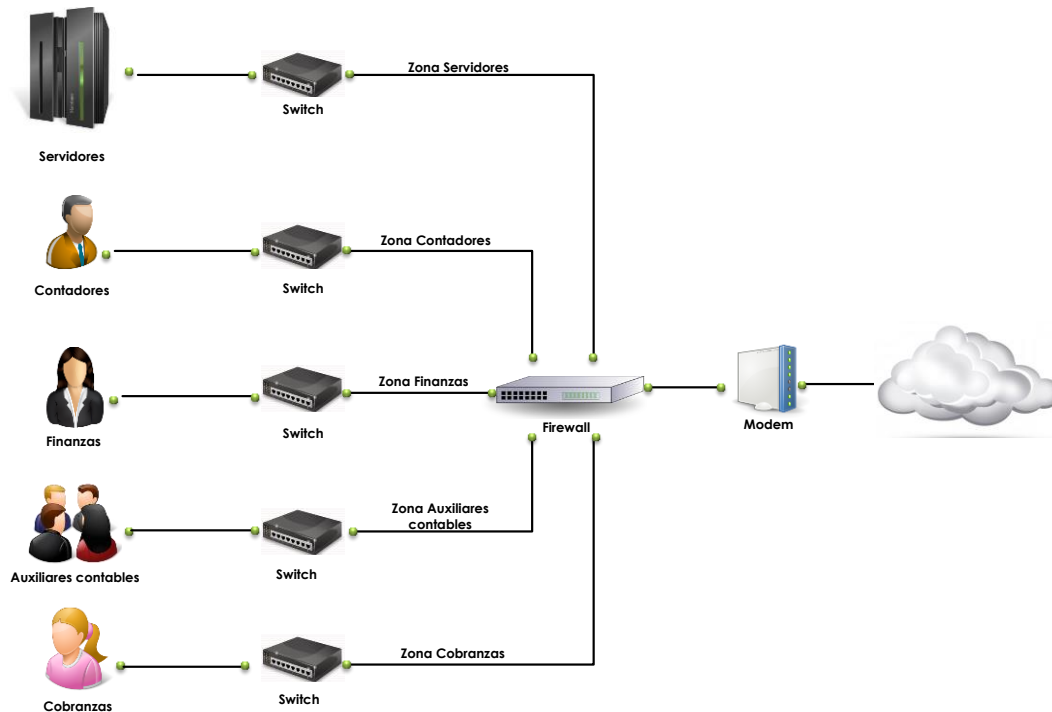 Zona Servidores
Switch
Servidores
Zona Contadores
Contadores
Switch
Zona Finanzas
Finanzas
Switch
Firewall
Modem
Zona Auxiliares
contables
Auxiliares contables
Switch
Zona Cobranzas
Cobranzas
Switch